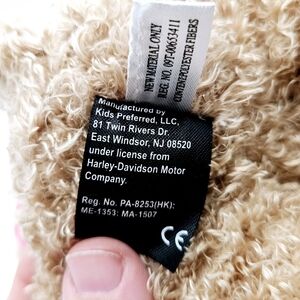 NEW MATERIAL ONLY
REG. NO. 09T-00653411
CONTENT:POLYESTER FIBERS
Manufactured by
Kids Preferred, LLC,
81 Twin Rivers Dr.
East Windsor, NJ 08520
under license from
Harley-Davidson Motor
Company.
Reg. No. PA-8253(HK):
ME-1353: MA-1507
CE